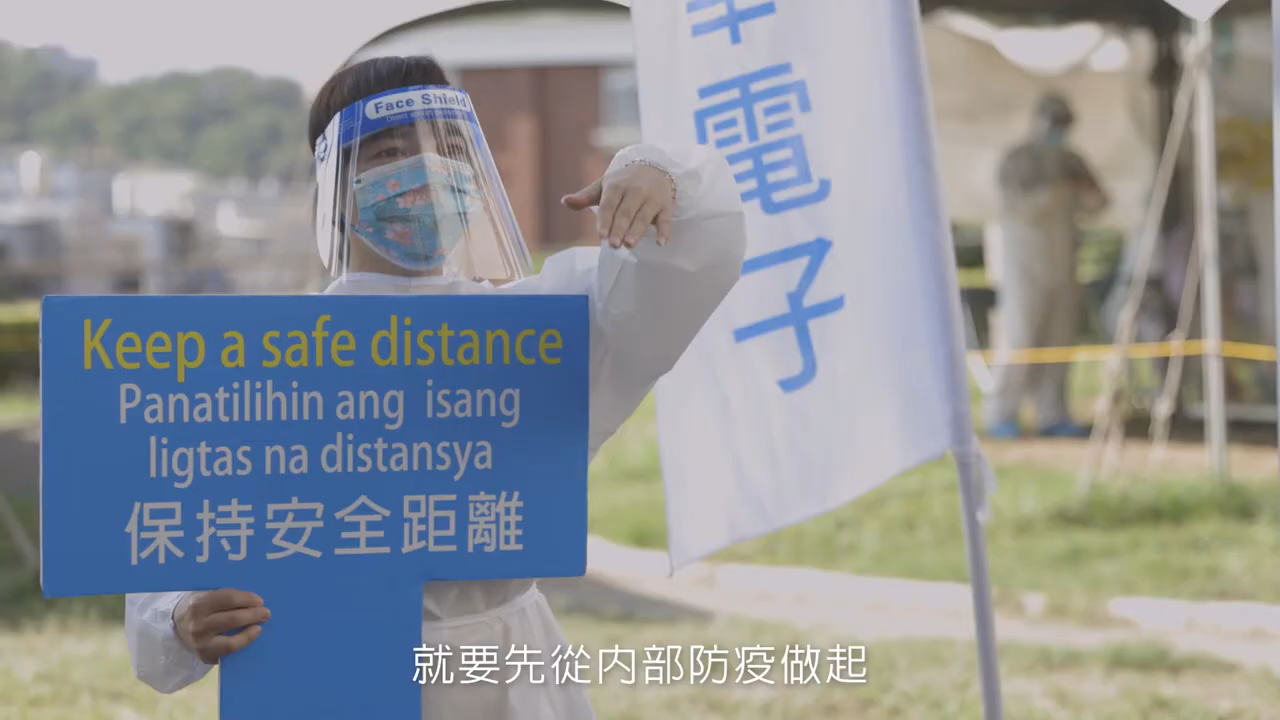 Face Shield
電子
Keep a safe distance
Panatilihin ang isang
ligtas na distansya
保持安全距離
就要先從內部防疫做起